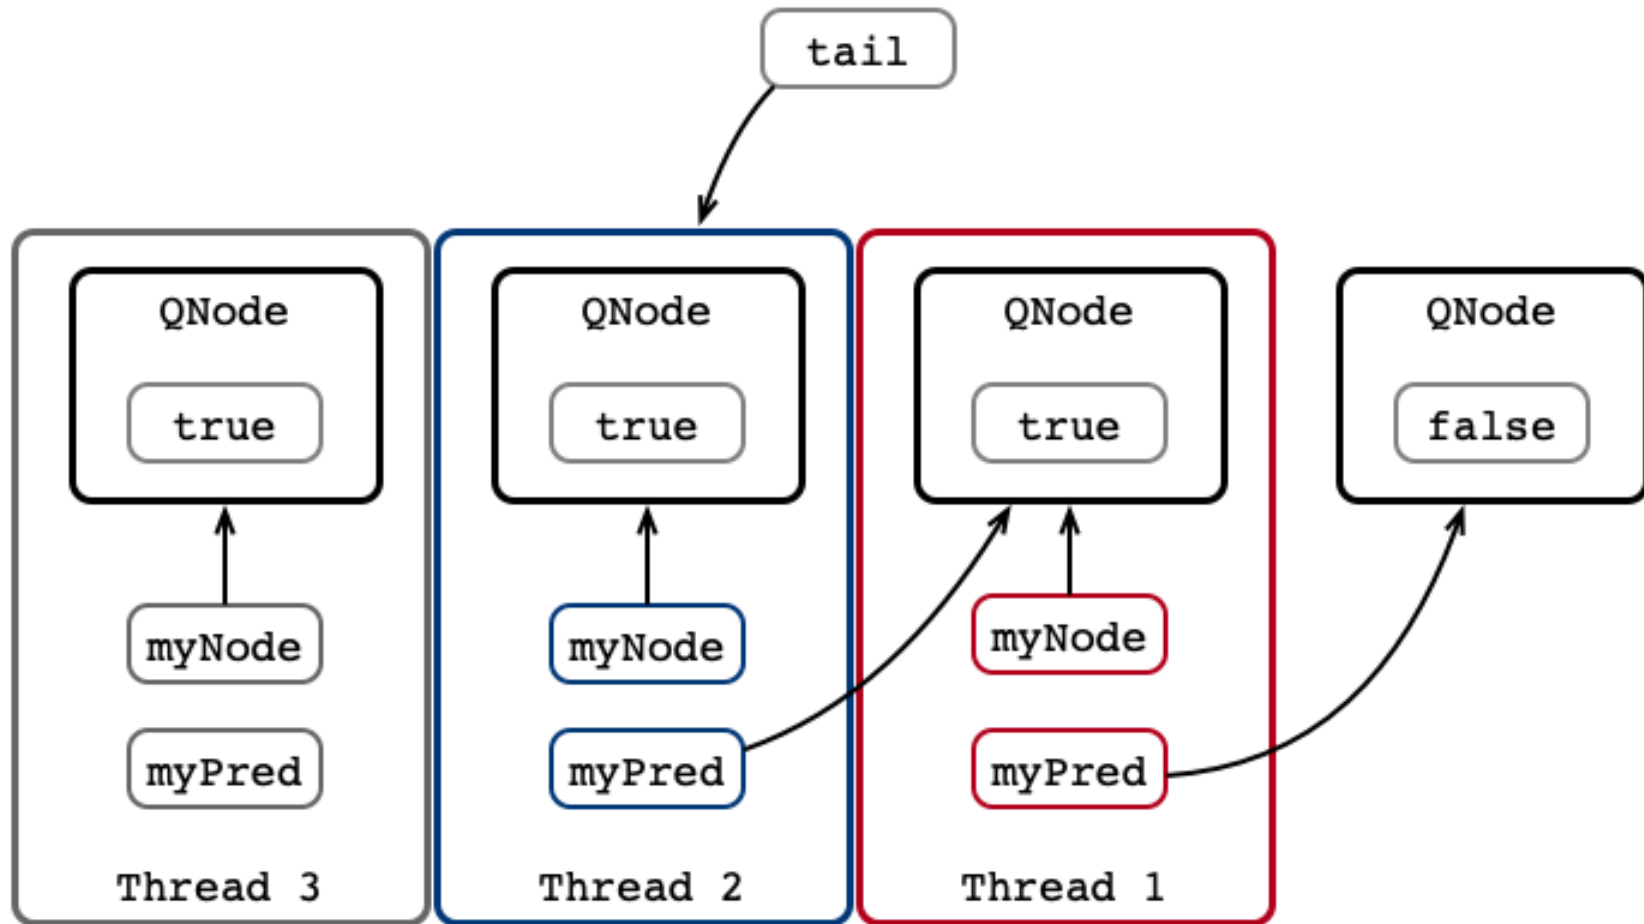 tail
QNode
true
myNode
myPred
Thread 3
QNode
true
myNode
myPred
Thread 2
QNode
true
myNode
myPred
Thread 1
QNode
false